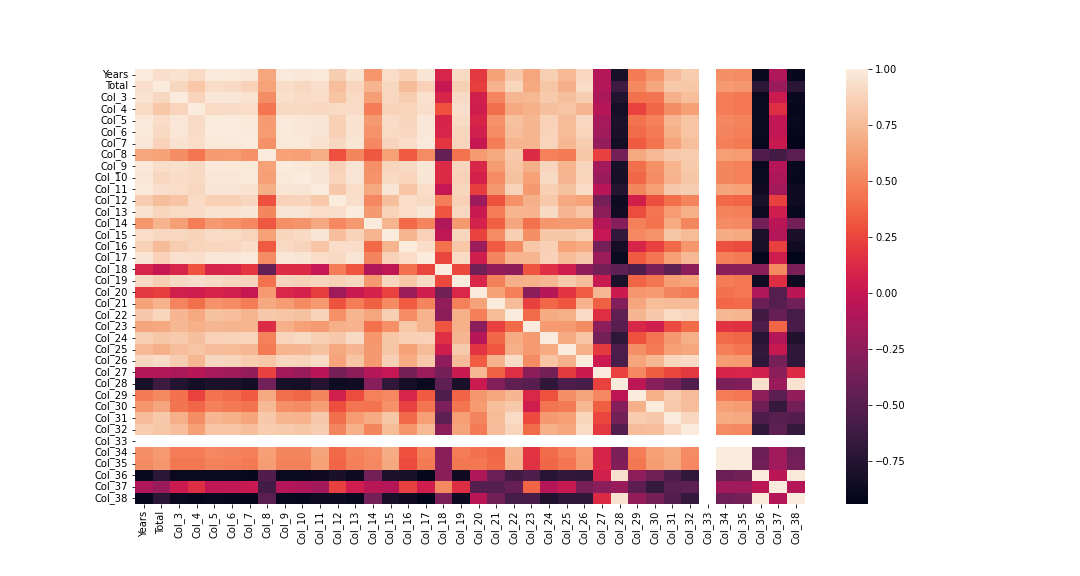 Years
Total
Col_3
Col_4
Col_5
Col_6
Col_7
Col_8
Col_9
Col_10
Col_11
Col_12
Col_13
Col_14
Col_15
Col_16
Col_17
Col_18
Col_19
Col_20
Col_21
Col_22
Col_23
Col_24
Col_25
Col_26
Col_27
Col_28
Col_29
Col_30
Col_31
Col_32
Col_33
Col_34
Col_35
Col_36
Col_37
Col_38
Years
Total
Col_3
Col_4
Col_5
Col_6
Col_7
Col_8
Col_9
Col_10
Col_11
Col_12
Col_13
Col_14
Col_15
Col_16
Col_17
Col_18
Col_19
Col_20
Col_21
Col_22
Col_23
Col_24
Col_25
Col_26
Col_27
Col_28
Col_29
Col_30
Col_31
Col_32
Col_33
Col_34
Col_35
Col_36
Col_37
Col_38
1.00
0.75
0.50
0.25
0.00
−0.25
−0.50
−0.75